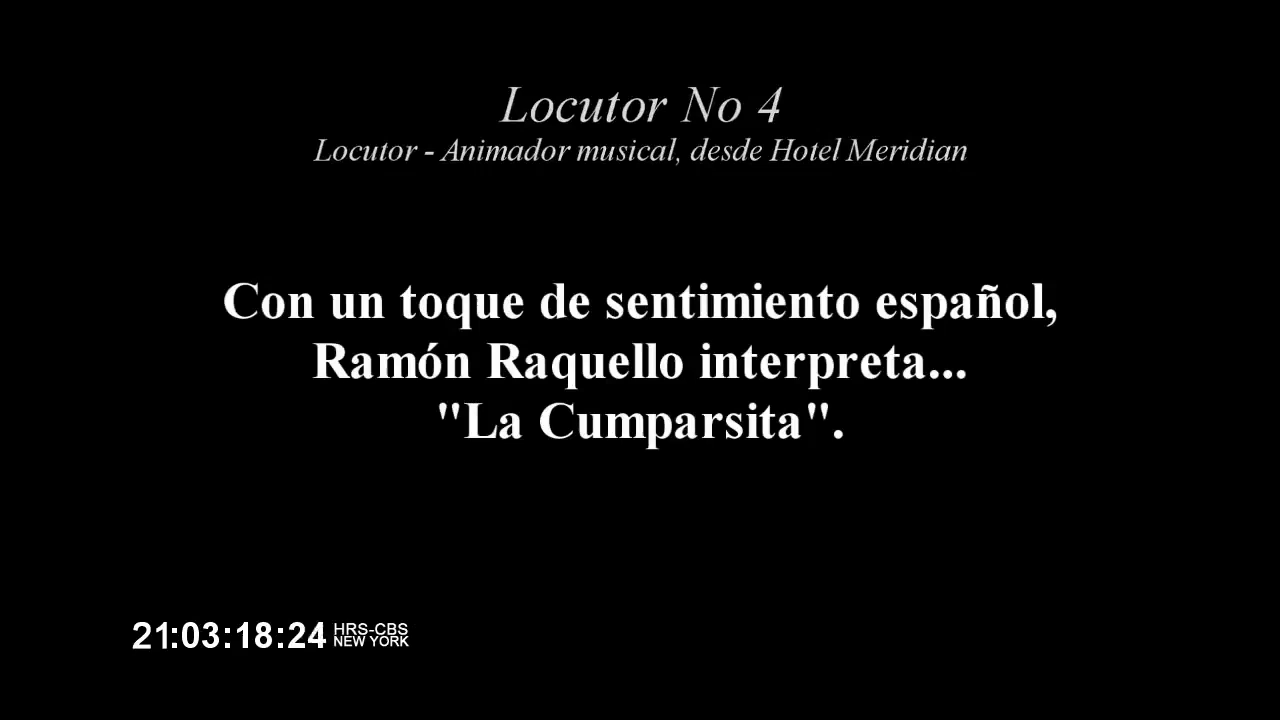 Locutor No 4
Locutor - Animador musical, desde Hotel Meridian
Con un toque de sentimiento español,
Ramón Raquello interpreta...
"La Cumparsita".
21:03:18:24 HRS-CBS
NEW YORK